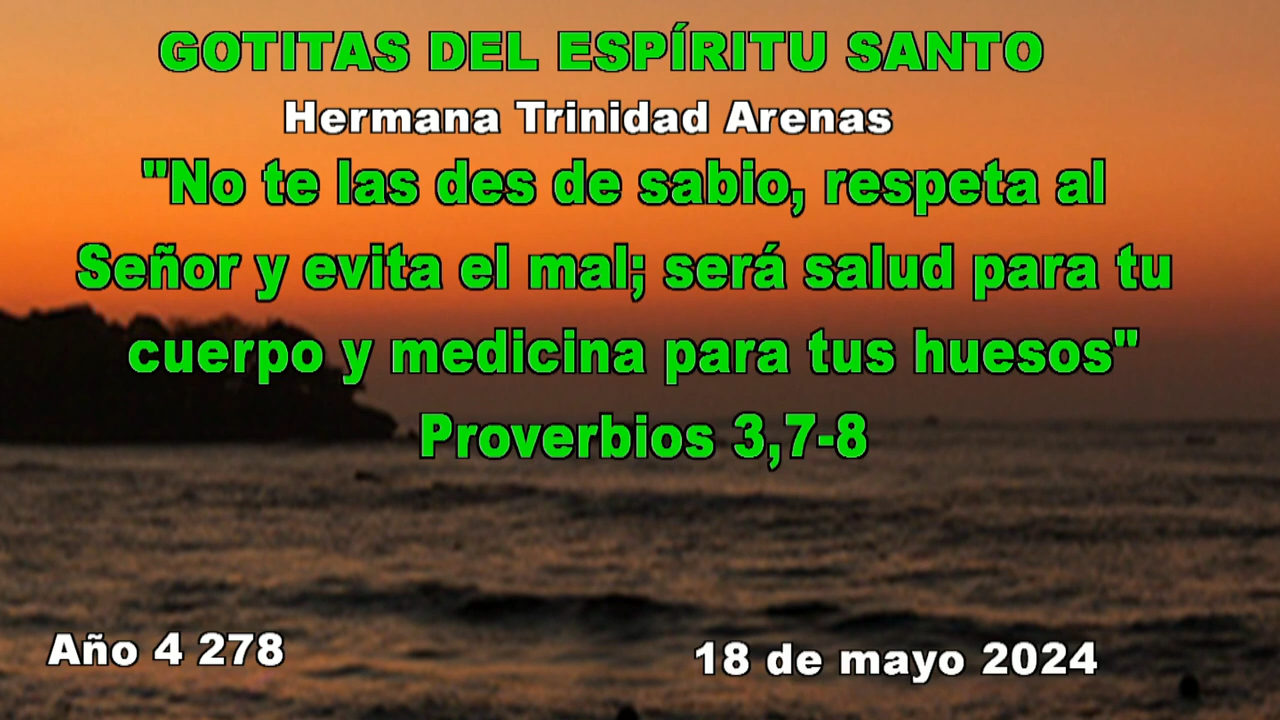 GOTITAS DEL ESPÍRITU SANTO
Hermana Trinidad Arenas
"No te las des de sabio, respeta al
Señor y evita el mal; será salud para tu
cuerpo y medicina para tus huesos"
Proverbios 3,7-8
Año 4 278
18 de mayo 2024